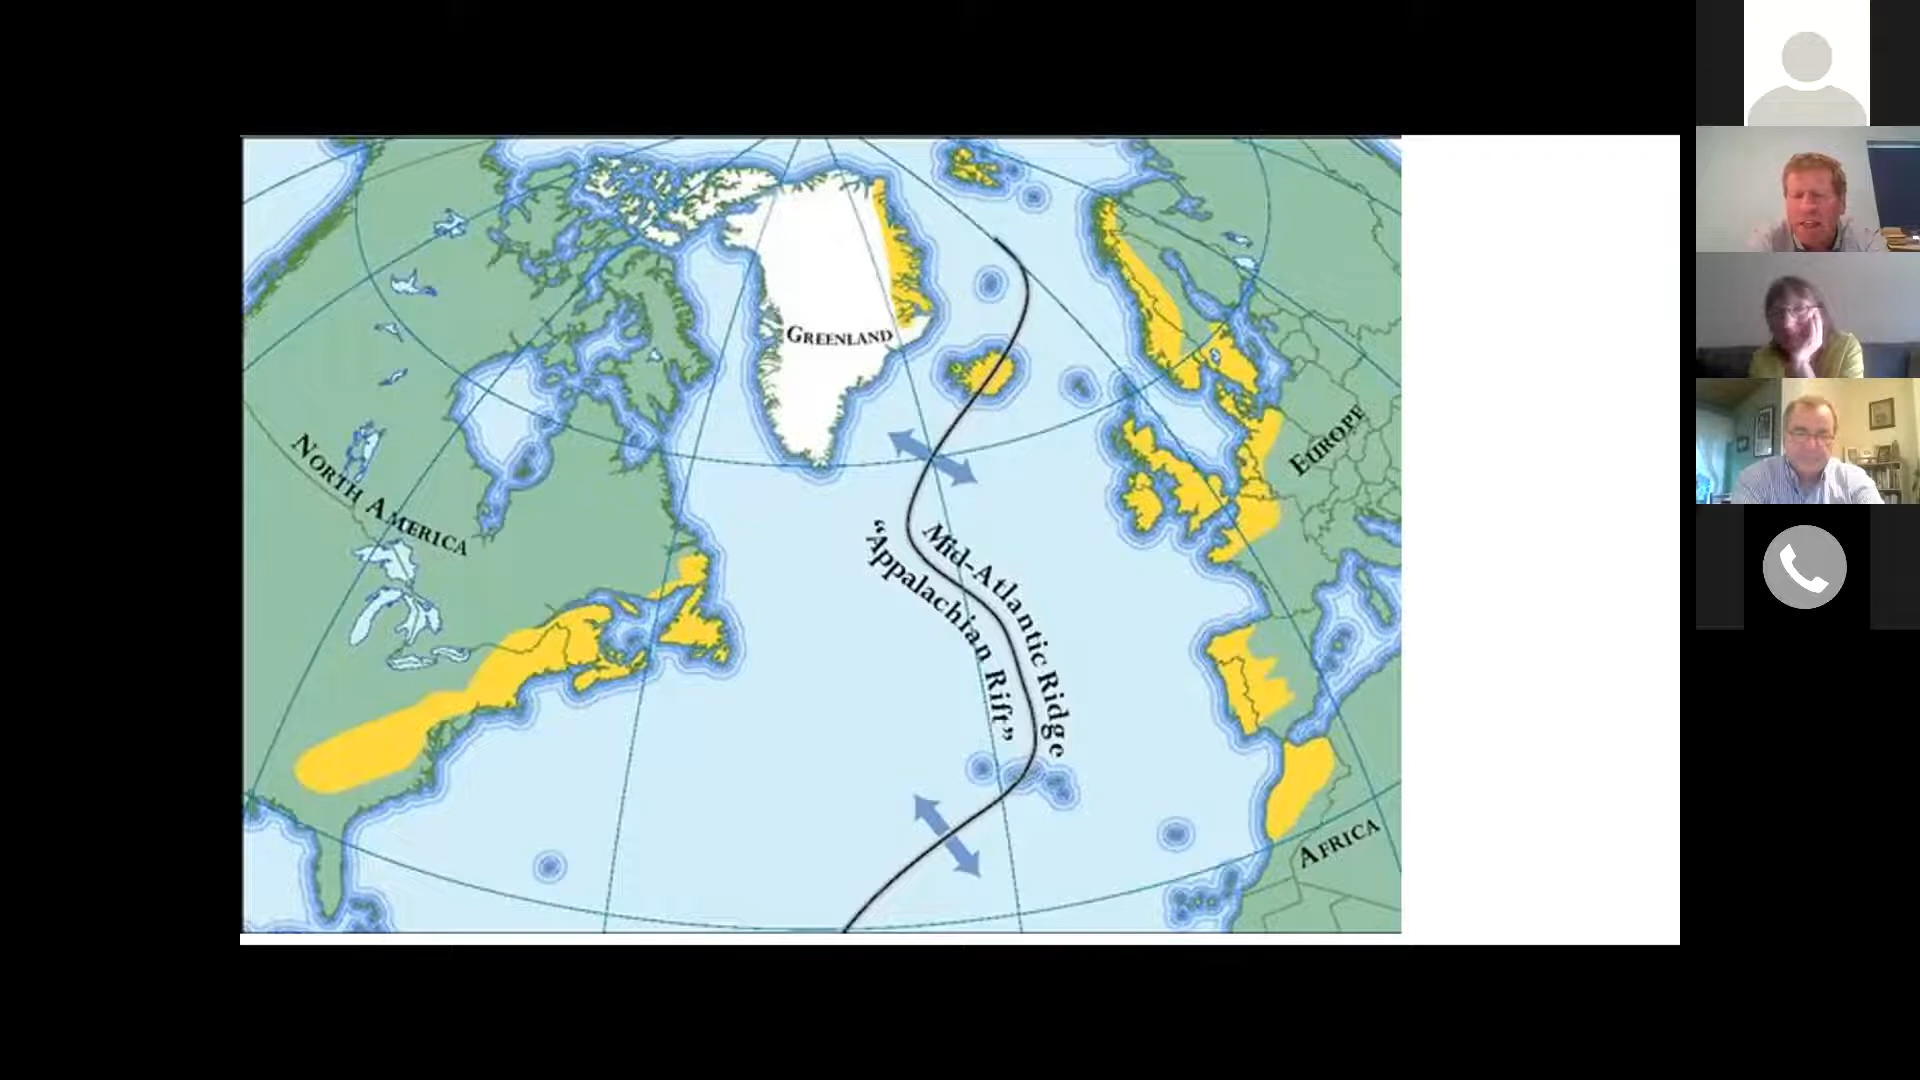 GREENLAND
NORTH AMERICA
EUROPE
Mid-Atlantic Ridge
“Appalachian Rift”
AFRICA